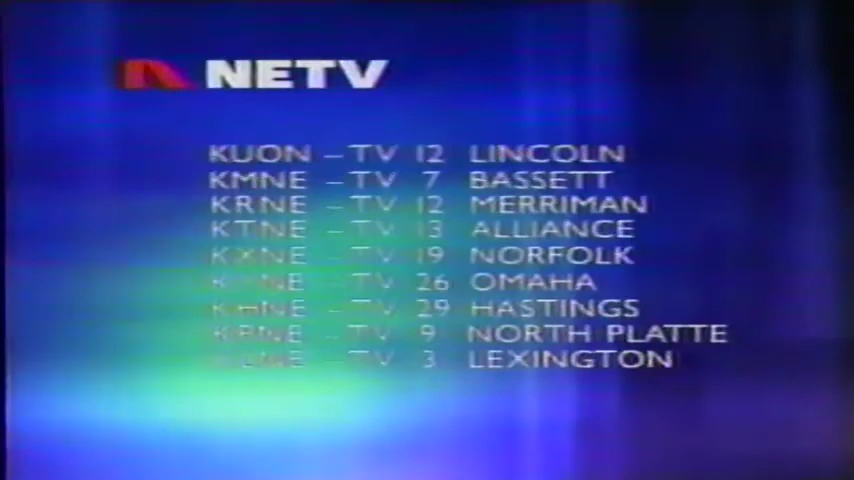 NETV
KUON – TV 12 LINCOLN
KMNE – TV 7 BASSETT
KRNE – TV 12 MERRIMAN
KTNE – TV 13 ALLIANCE
KXNE – TV 19 NORFOLK
– TV 26 OMAHA
KHNE – TV 29 HASTINGS
– TV 9 NORTH PLATTE
– TV 3 LEXINGTON